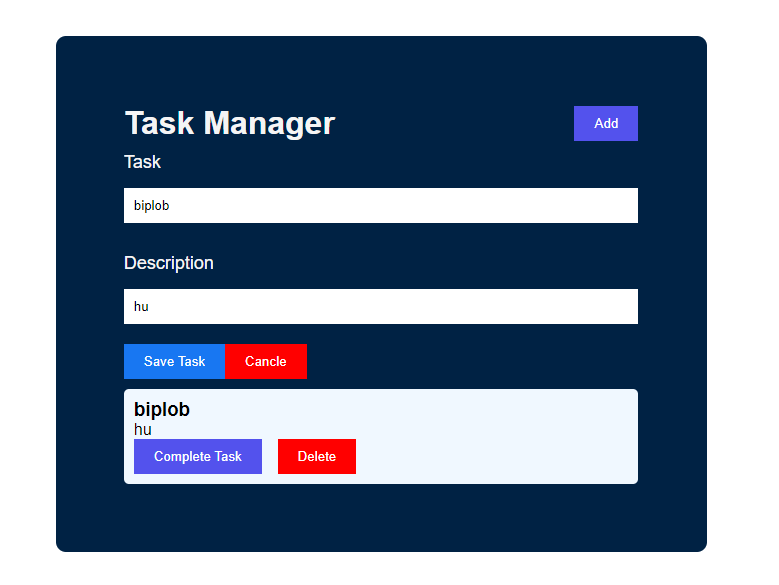 Task Manager
Add
Task
biplob
Description
hu
Save Task
Cancle
biplob
hu
Complete Task
Delete